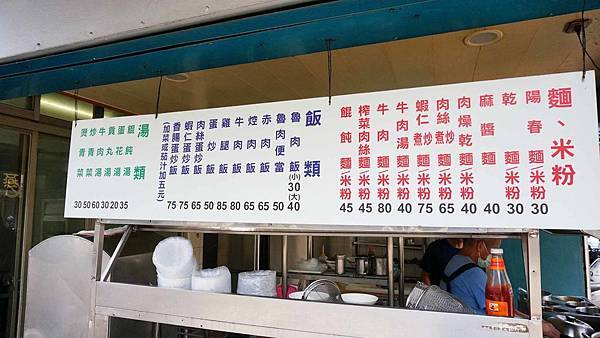 麵、米粉
陽春 麵/米粉 30
乾 麵/米粉 30
麻醬 麵 40
肉燥乾 麵/米粉 40
肉絲煮炒 麵/米粉 65
蝦仁煮炒 麵/米粉 75
牛肉湯 麵/米粉 40
牛肉 麵/米粉 80
榨菜肉絲 麵/米粉 45
餛飩 麵/米粉 45
飯類
魯肉飯 (小)30(大)40
魯肉便當 50
赤肉飯 65
焢肉飯 65
牛肉飯 80
雞腿飯 85
蛋炒飯 50
肉絲蛋炒飯 65
蝦仁蛋炒飯 75
香腸蛋炒飯 75
(加菜或茄汁加五元)
湯類
餛飩湯 35
蛋花湯 20
貢丸湯 30
牛肉湯 60
炒青菜 50
燙青菜 30